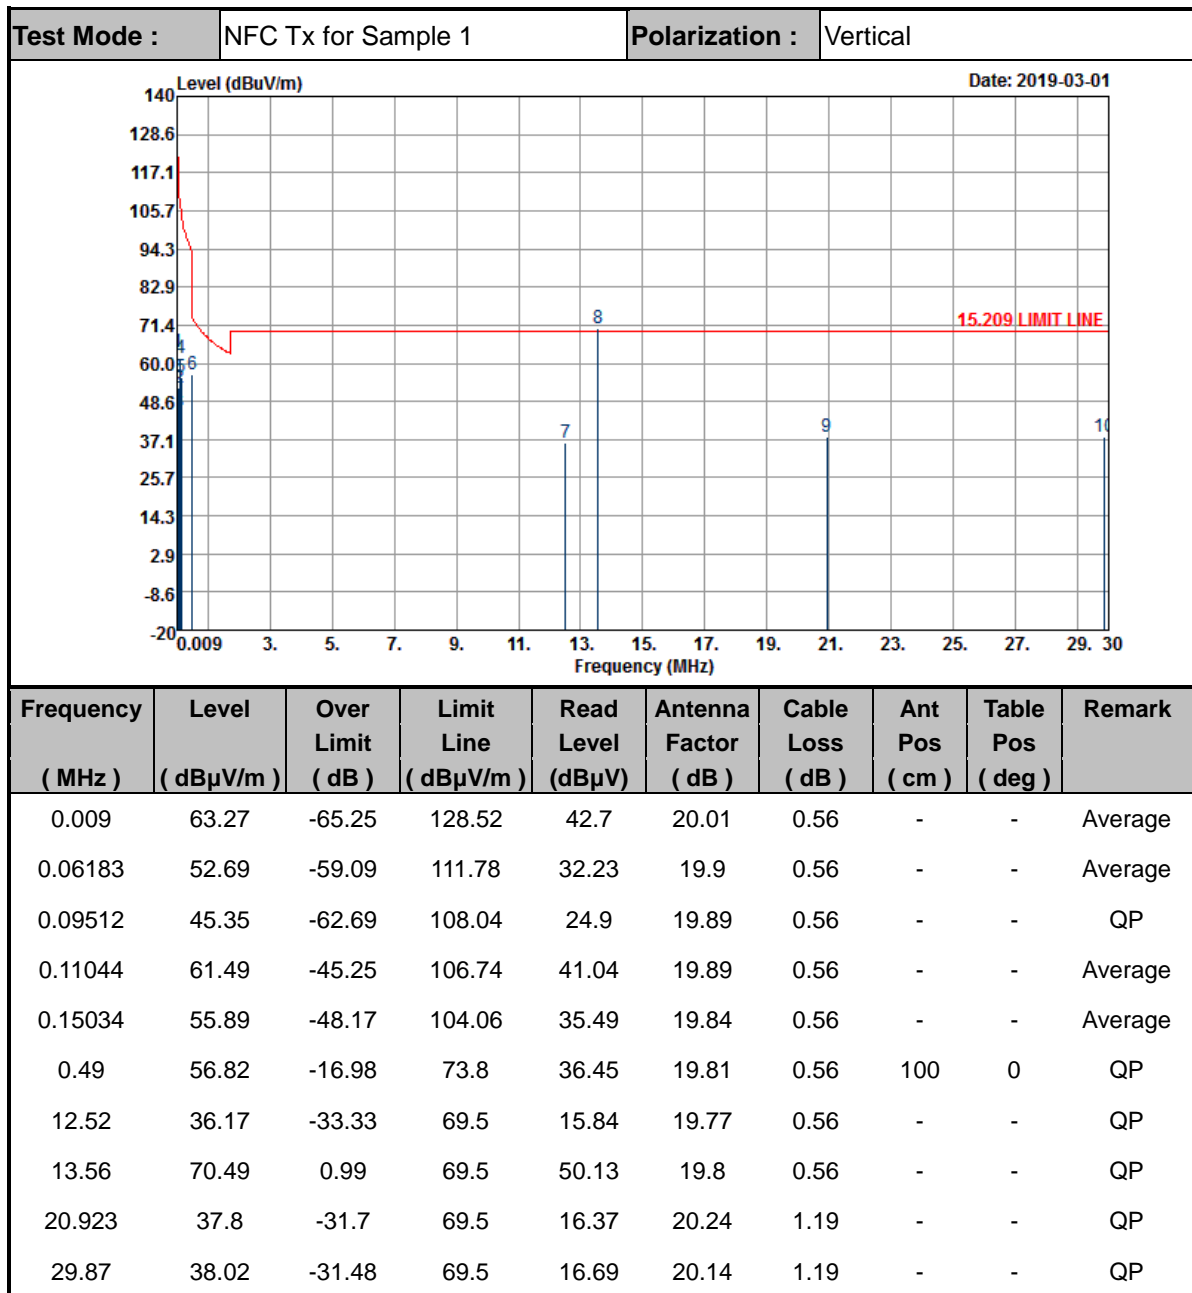 Test Mode : NFC Tx for Sample 1 Polarization : Vertical
Level (dBuV/m) Date: 2019-03-01
140
128.6
117.1
105.7
94.3
82.9
71.4
60.0
48.6
37.1
25.7
14.3
2.9
-8.6
-20
15.209 LIMIT LINE
4
5
6
7
8
9
10
0.009 3. 5. 7. 9. 11. 13. 15. 17. 19. 21. 23. 25. 27. 29. 30
Frequency (MHz)
Frequency Level Over Limit Read Antenna Cable Ant Table Remark
Limit Line Level Factor Loss Pos Pos
( MHz ) ( dBµV/m ) ( dB ) ( dBµV/m ) (dBµV) ( dB ) ( dB ) ( cm ) ( deg )
0.009 63.27 -65.25 128.52 42.7 20.01 0.56 - - Average
0.06183 52.69 -59.09 111.78 32.23 19.9 0.56 - - Average
0.09512 45.35 -62.69 108.04 24.9 19.89 0.56 - - QP
0.11044 61.49 -45.25 106.74 41.04 19.89 0.56 - - Average
0.15034 55.89 -48.17 104.06 35.49 19.84 0.56 - - Average
0.49 56.82 -16.98 73.8 36.45 19.81 0.56 100 0 QP
12.52 36.17 -33.33 69.5 15.84 19.77 0.56 - - QP
13.56 70.49 0.99 69.5 50.13 19.8 0.56 - - QP
20.923 37.8 -31.7 69.5 16.37 20.24 1.19 - - QP
29.87 38.02 -31.48 69.5 16.69 20.14 1.19 - - QP